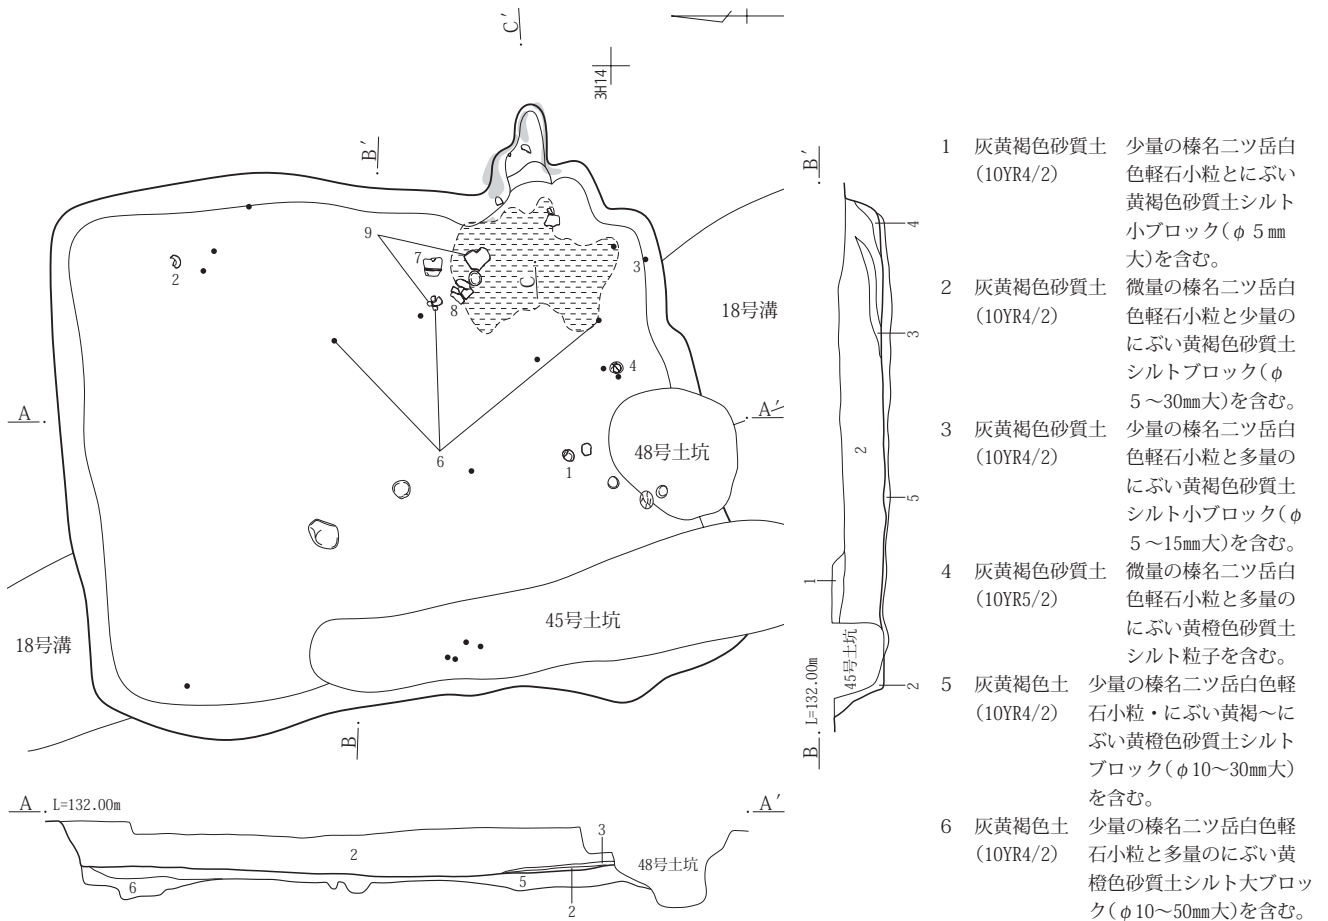 C′
3H14
B′
9
7
2
8
C
3
18号溝
4
A
A′
48号土坑
6
1
45号土坑
18号溝
B
A L=132.00m A′
3
2
48号土坑
6
5
2
B′
4
3
2
5
1
45号土坑
2
B L=132.00m
1 灰黄褐色砂質土 少量の榛名二ツ岳白
(10YR4/2) 色軽石小粒とにぶい
黄褐色砂質土シルト
小ブロック(φ 5 ㎜
大)を含む。
2 灰黄褐色砂質土 微量の榛名二ツ岳白
(10YR4/2) 色軽石小粒と少量の
にぶい黄褐色砂質土
シルトブロック(φ
5～30㎜大)を含む。
3 灰黄褐色砂質土 少量の榛名二ツ岳白
(10YR4/2) 色軽石小粒と多量の
にぶい黄褐色砂質土
シルト小ブロック(φ
5～15㎜大)を含む。
4 灰黄褐色砂質土 微量の榛名二ツ岳白
(10YR5/2) 色軽石小粒と多量の
にぶい黄橙色砂質土
シルト粒子を含む。
5 灰黄褐色土 少量の榛名二ツ岳白色軽
(10YR4/2) 石小粒・にぶい黄褐～に
ぶい黄橙色砂質土シルト
ブロック(φ10～30㎜大)
を含む。
6 灰黄褐色土 少量の榛名二ツ岳白色軽
(10YR4/2) 石小粒と多量のにぶい黄
橙色砂質土シルト大ブロッ
ク(φ10～50㎜大)を含む。